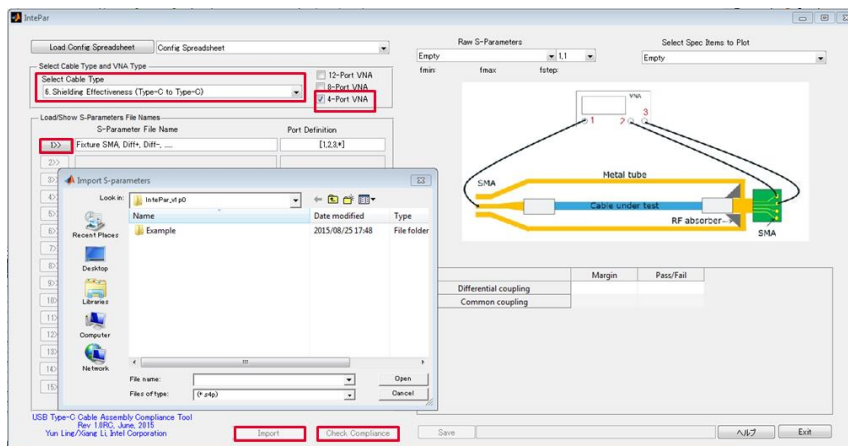 IntePar
Load Config Spreadsheet
Config Spreadsheet
Select Cable Type and VNA Type
Select Cable Type
6. Shielding Effectiveness (Type-C to Type-C)
12-Port VNA
8-Port VNA
4-Port VNA
Load/Show S-Parameters File Names
S-Parameter File Name
Port Definition
1>>
Fixture SMA, Diff+, Diff-, ....
[1,2,3,*]
2>>
Import S-parameters
Look in:
IntePar_v1p0
Name
Date modified
Type
Example
2015/08/25 17:48
File folder
Recent Places
Desktop
Libraries
Computer
Network
File name:
Open
Files of type:
(*.s4p)
Cancel
USB Type-C Cable Assembly Compliance Tool
Rev 1.0RC, June, 2015
Yun Ling/Xiang Li, Intel Corporation
Import
Check Compliance
Raw S-Parameters
Empty
1,1
fmin:
fmax
fstep:
Select Spec Items to Plot
Empty
VNA
1
2
3
SMA
Metal tube
Cable under test
RF absorber
SMA
Margin
Pass/Fail
Differential coupling
Common coupling
Save
ヘルプ
Exit